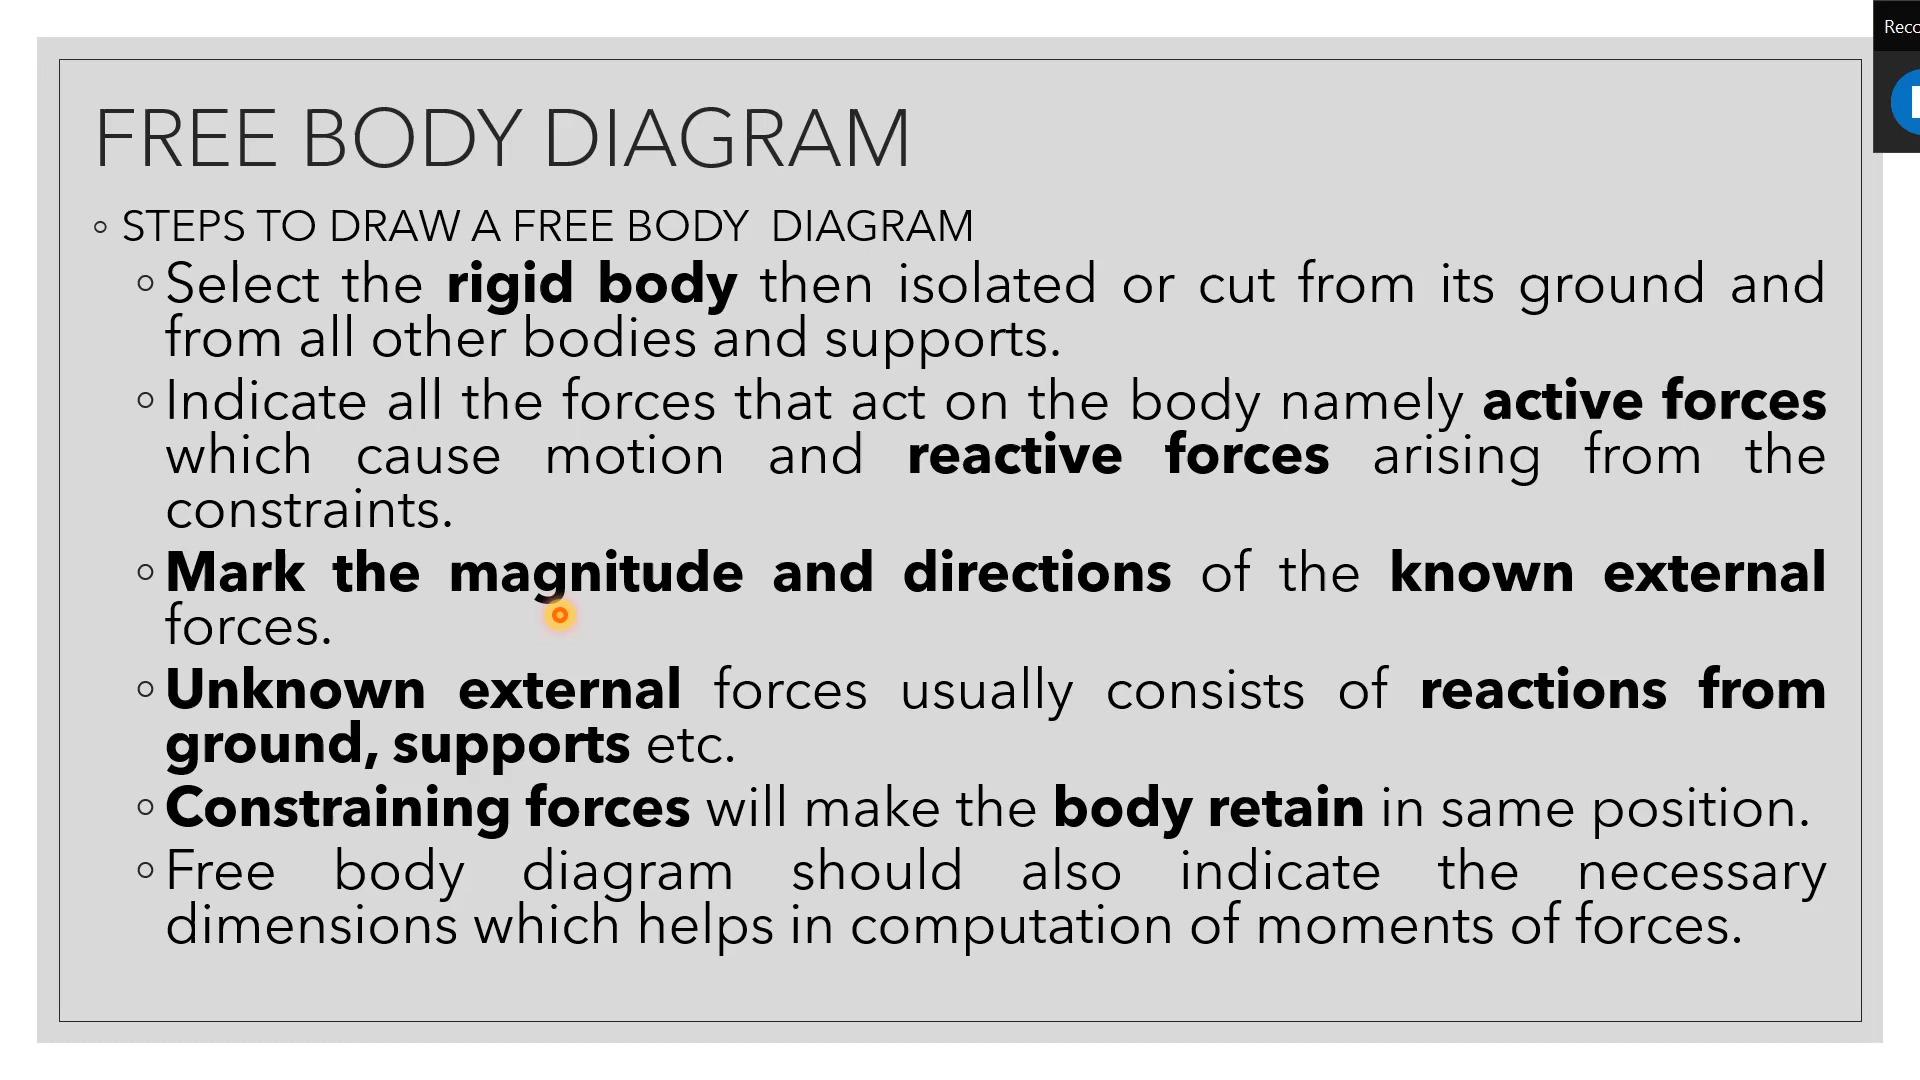 Reco
FREE BODY DIAGRAM
◦ STEPS TO DRAW A FREE BODY DIAGRAM
◦ Select the rigid body then isolated or cut from its ground and
from all other bodies and supports.
◦ Indicate all the forces that act on the body namely active forces
which cause motion and reactive forces arising from the
constraints.
◦ Mark the magnitude and directions of the known external
forces.
◦ Unknown external forces usually consists of reactions from
ground, supports etc.
◦ Constraining forces will make the body retain in same position.
◦ Free body diagram should also indicate the necessary
dimensions which helps in computation of moments of forces.